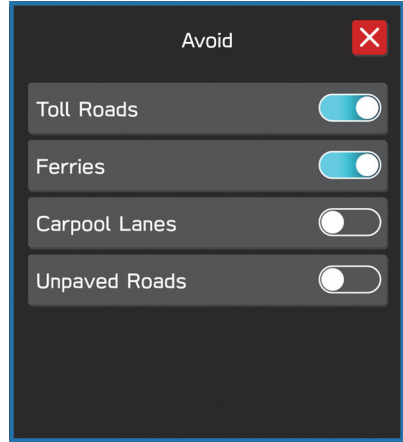 Avoid
Toll Roads
Ferries
Carpool Lanes
Unpaved Roads